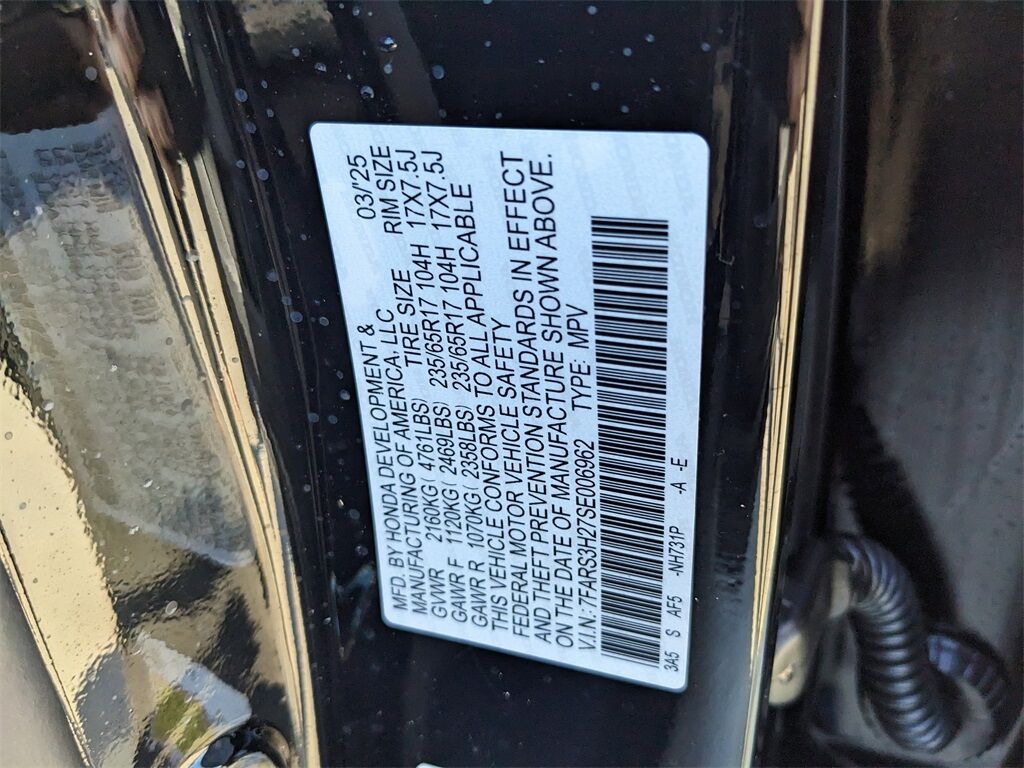 MFD. BY HONDA DEVELOPMENT & 03/'25
MANUFACTURING OF AMERICA, LLC
TIRE SIZE RIM SIZE
GVWR 2160KG ( 4761LBS)
GAWR F 1120KG ( 2469LBS) 235/65R17 104H 17X7.5J
GAWR R 1070KG ( 2358LBS) 235/65R17 104H 17X7.5J
THIS VEHICLE CONFORMS TO ALL APPLICABLE
FEDERAL MOTOR VEHICLE SAFETY
AND THEFT PREVENTION STANDARDS IN EFFECT
ON THE DATE OF MANUFACTURE SHOWN ABOVE.
V.I.N.: 7FARS3H27SE006962 TYPE: MPV
3A5 S AF5 -NH731P -A -E